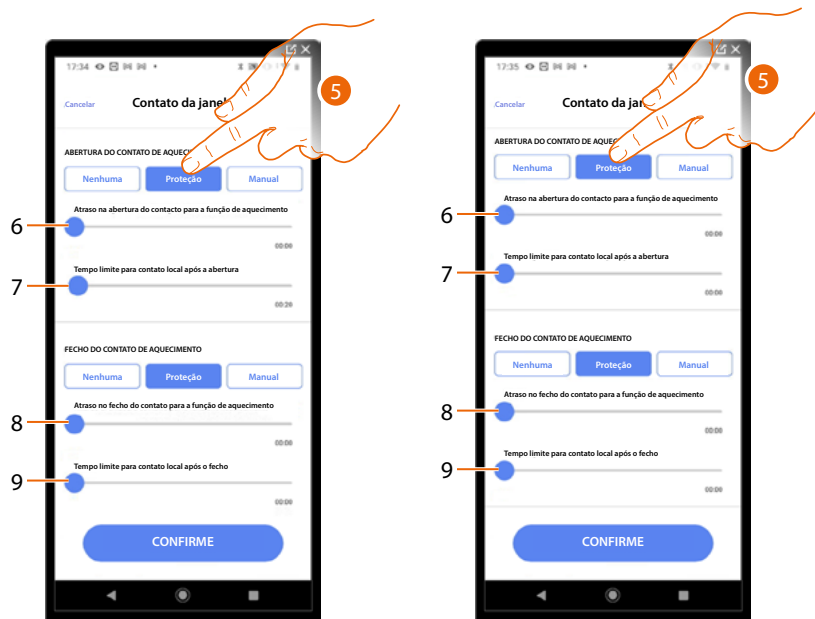 5
17:34
Cancelar
Contato da janel
ABERTURA DO CONTATO DE AQUECI
Nenhuma
Proteção
Manual
Atraso na abertura do contacto para a função de aquecimento
6
00:00
Tempo limite para contato local após a abertura
7
00:20
FECHO DO CONTATO DE AQUECIMENTO
Nenhuma
Proteção
Manual
Atraso no fecho do contato para a função de aquecimento
8
00:00
Tempo limite para contato local após o fecho
9
00:00
CONFIRME
5
17:35
Cancelar
Contato da jan
ABERTURA DO CONTATO DE AQUE
Nenhuma
Proteção
Manual
Atraso na abertura do contacto para a função de aquecimento
6
00:00
Tempo limite para contato local após a abertura
7
00:00
FECHO DO CONTATO DE AQUECIMENTO
Nenhuma
Proteção
Manual
Atraso no fecho do contato para a função de aquecimento
8
00:00
Tempo limite para contato local após o fecho
9
00:00
CONFIRME